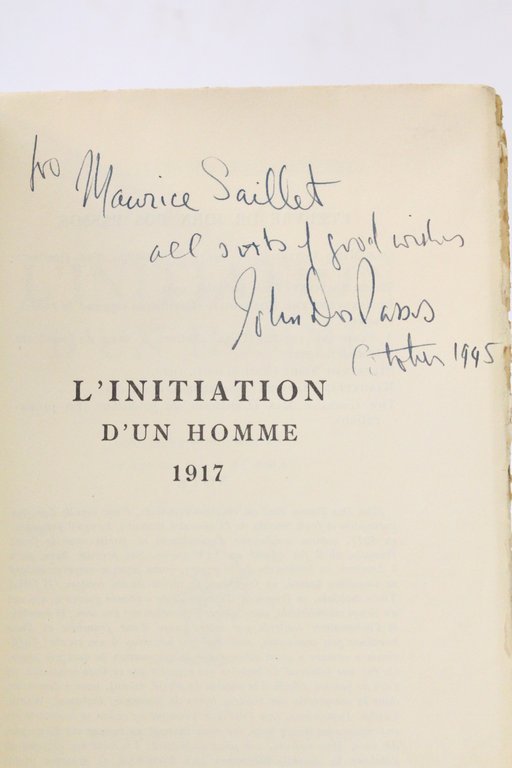 to Maurice Saillet
all sorts of good wishes
John Dos Passos
October 1945
L'INITIATION
D'UN HOMME
1917